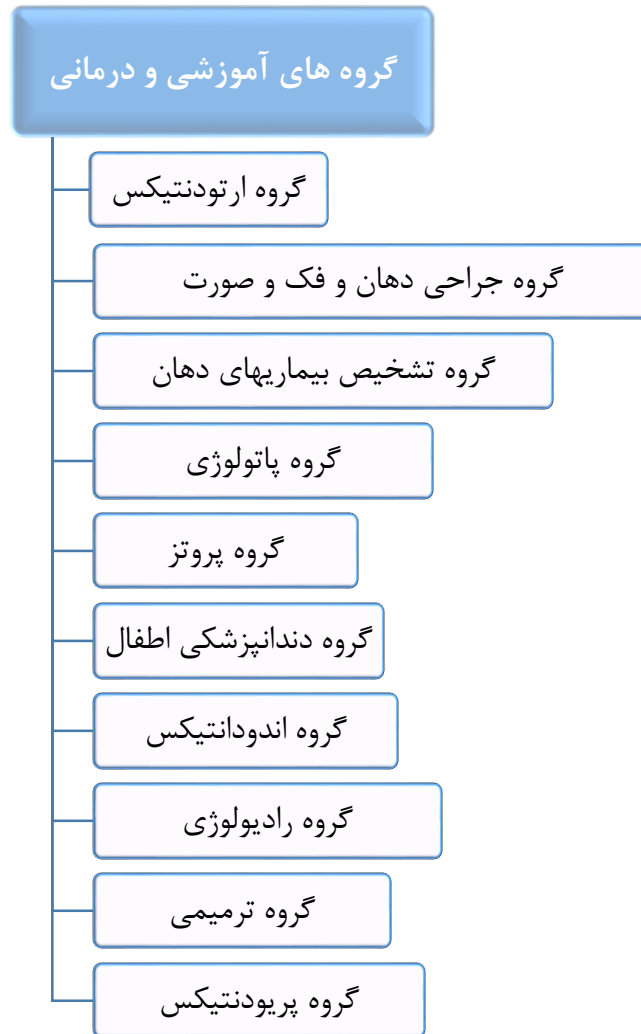 گروه های آموزشی و درمانی
گروه ارتودنتیکس
گروه جراحی دهان و فک و صورت
گروه تشخیص بیماریهای دهان
گروه پاتولوژی
گروه پروتز
گروه دندانپزشکی اطفال
گروه اندودانتیکس
گروه رادیولوژی
گروه ترمیمی
گروه پریودنتیکس